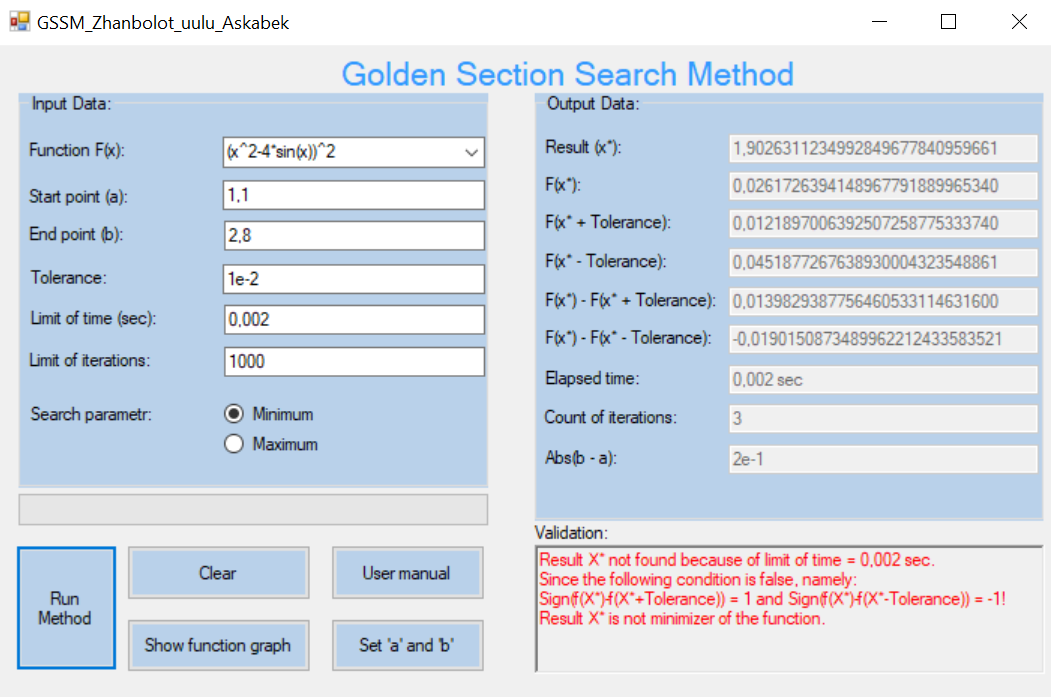 GSSM_Zhanbolot_uulu_Askabek
Golden Section Search Method
Input Data:
Function F(x):
(x^2-4*sin(x))^2
Start point (a):
1,1
End point (b):
2,8
Tolerance:
1e-2
Limit of time (sec):
0,002
Limit of iterations:
1000
Search parametr:
Minimum
Maximum
Run
Method
Clear
User manual
Show function graph
Set 'a' and 'b'
Output Data:
Result (x*):
1,9026311234992849677840959661
F(x*):
0,0261726394148967791889965340
F(x* + Tolerance):
0,0121897006392507258775333740
F(x* - Tolerance):
0,0451877267638930004323548861
F(x*) - F(x* + Tolerance):
0,0139829387756460533114631600
F(x*) - F(x* - Tolerance):
-0,0190150873489962212433583521
Elapsed time:
0,002 sec
Count of iterations:
3
Abs(b - a):
2e-1
Validation:
Result X* not found because of limit of time = 0,002 sec.
Since the following condition is false, namely:
Sign(f(X*)-f(X*+Tolerance)) = 1 and Sign(f(X*)-f(X*-Tolerance)) = -1!
Result X* is not minimizer of the function.